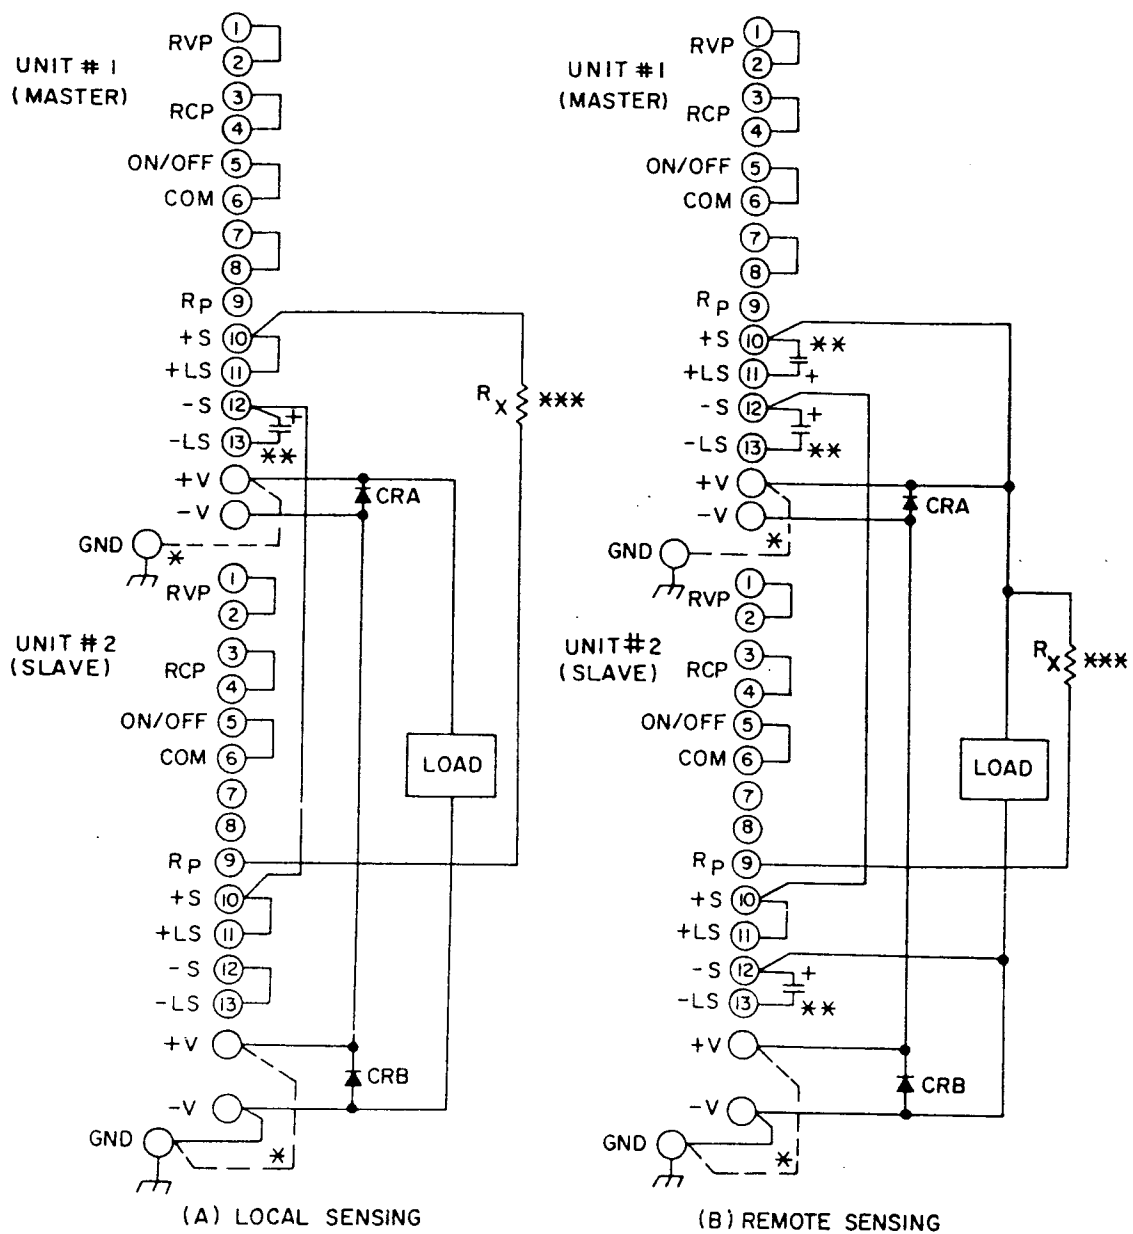 UNIT # 1
(MASTER)
RVP 1
2
RCP 3
4
ON/OFF 5
COM 6
7
8
RP 9
+S 10
+LS 11
-S 12 +
-LS 13 **
+V
-V
CRA
GND *
RX ***
UNIT #2
(SLAVE)
RVP 1
2
RCP 3
4
ON/OFF 5
COM 6
7
8
RP 9
+S 10
+LS 11
-S 12
-LS 13
+V
-V
CRB
GND *
LOAD
(A) LOCAL SENSING
UNIT #1
(MASTER)
RVP 1
2
RCP 3
4
ON/OFF 5
COM 6
7
8
RP 9
+S 10 **
+LS 11 +
-S 12 +
-LS 13 **
+V
-V
CRA
GND *
RX ***
UNIT #2
(SLAVE)
RVP 1
2
RCP 3
4
ON/OFF 5
COM 6
7
8
RP 9
+S 10
+LS 11
-S 12 +
-LS 13 **
+V
-V
CRB
GND *
LOAD
(B) REMOTE SENSING